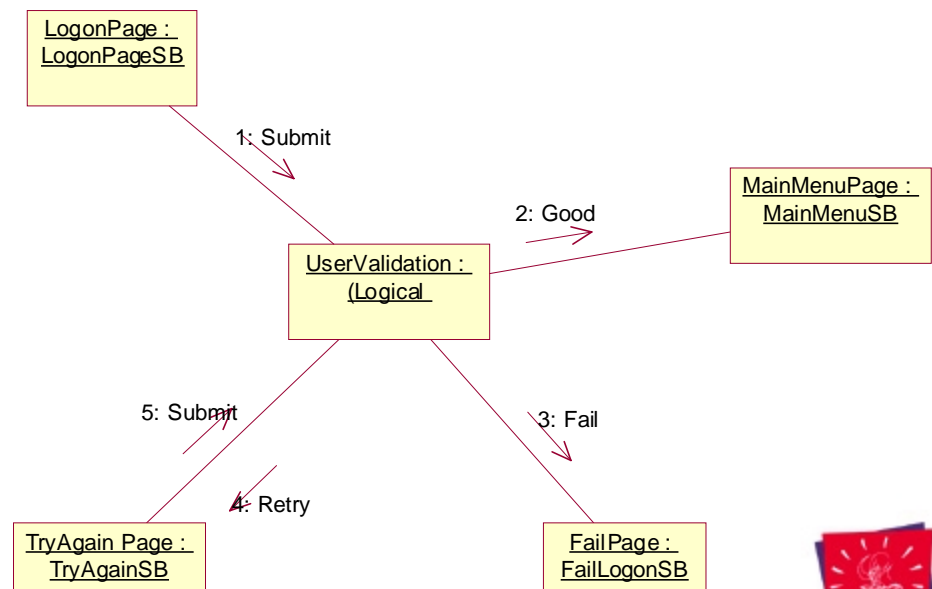 LogonPage :
LogonPageSB
1: Submit
MainMenuPage :
MainMenuSB
2: Good
UserValidation :
(Logical
5: Submit
3: Fail
4: Retry
TryAgain Page :
TryAgainSB
FailPage :
FailLogonSB